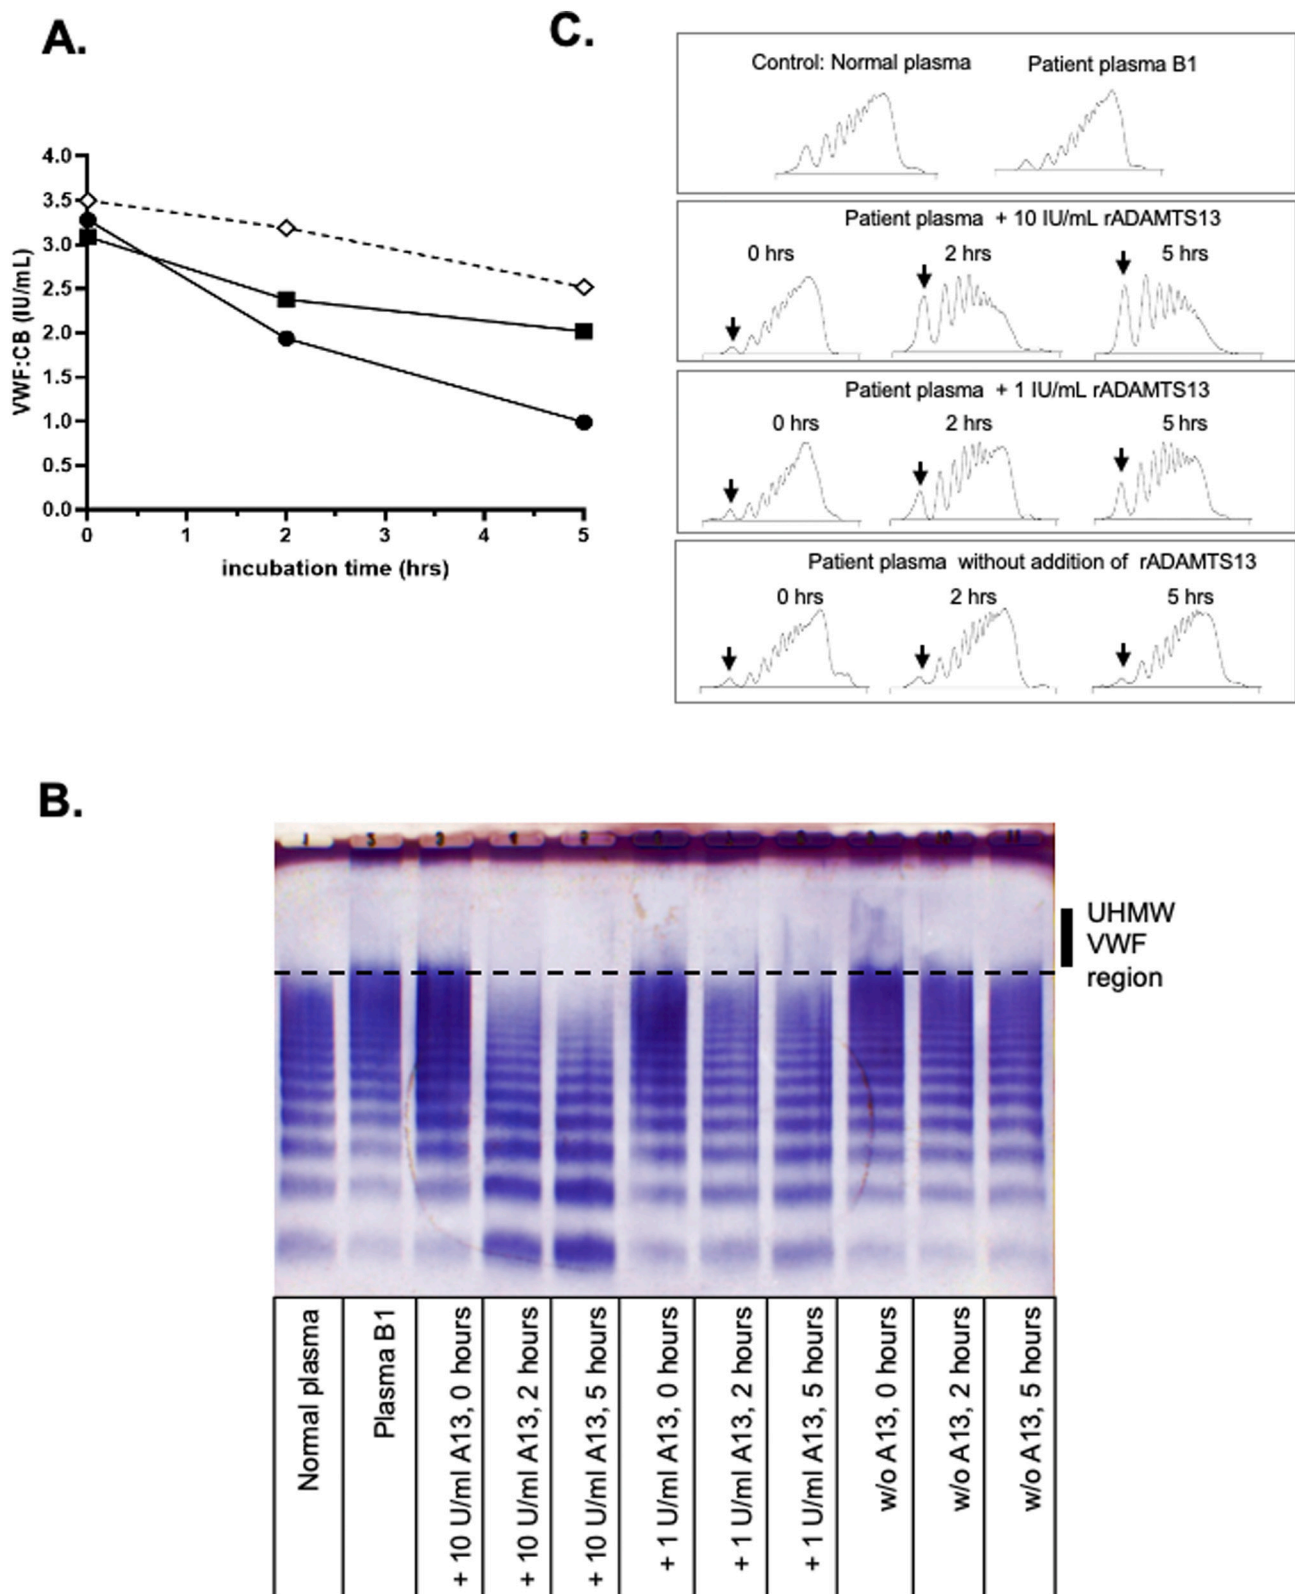 A.
4.0
3.5
3.0
2.5
2.0
1.5
1.0
0.5
0.0
VWF:CB (IU/mL)
0 1 2 3 4 5
incubation time (hrs)
C.
Control: Normal plasma Patient plasma B1
Patient plasma + 10 IU/mL rADAMTS13
0 hrs 2 hrs 5 hrs
Patient plasma + 1 IU/mL rADAMTS13
0 hrs 2 hrs 5 hrs
Patient plasma without addition of rADAMTS13
0 hrs 2 hrs 5 hrs
B.
UHMW
VWF
region
Normal plasma
Plasma B1
+ 10 U/ml A13, 0 hours
+ 10 U/ml A13, 2 hours
+ 10 U/ml A13, 5 hours
+ 1 U/ml A13, 0 hours
+ 1 U/ml A13, 2 hours
+ 1 U/ml A13, 5 hours
w/o A13, 0 hours
w/o A13, 2 hours
w/o A13, 5 hours